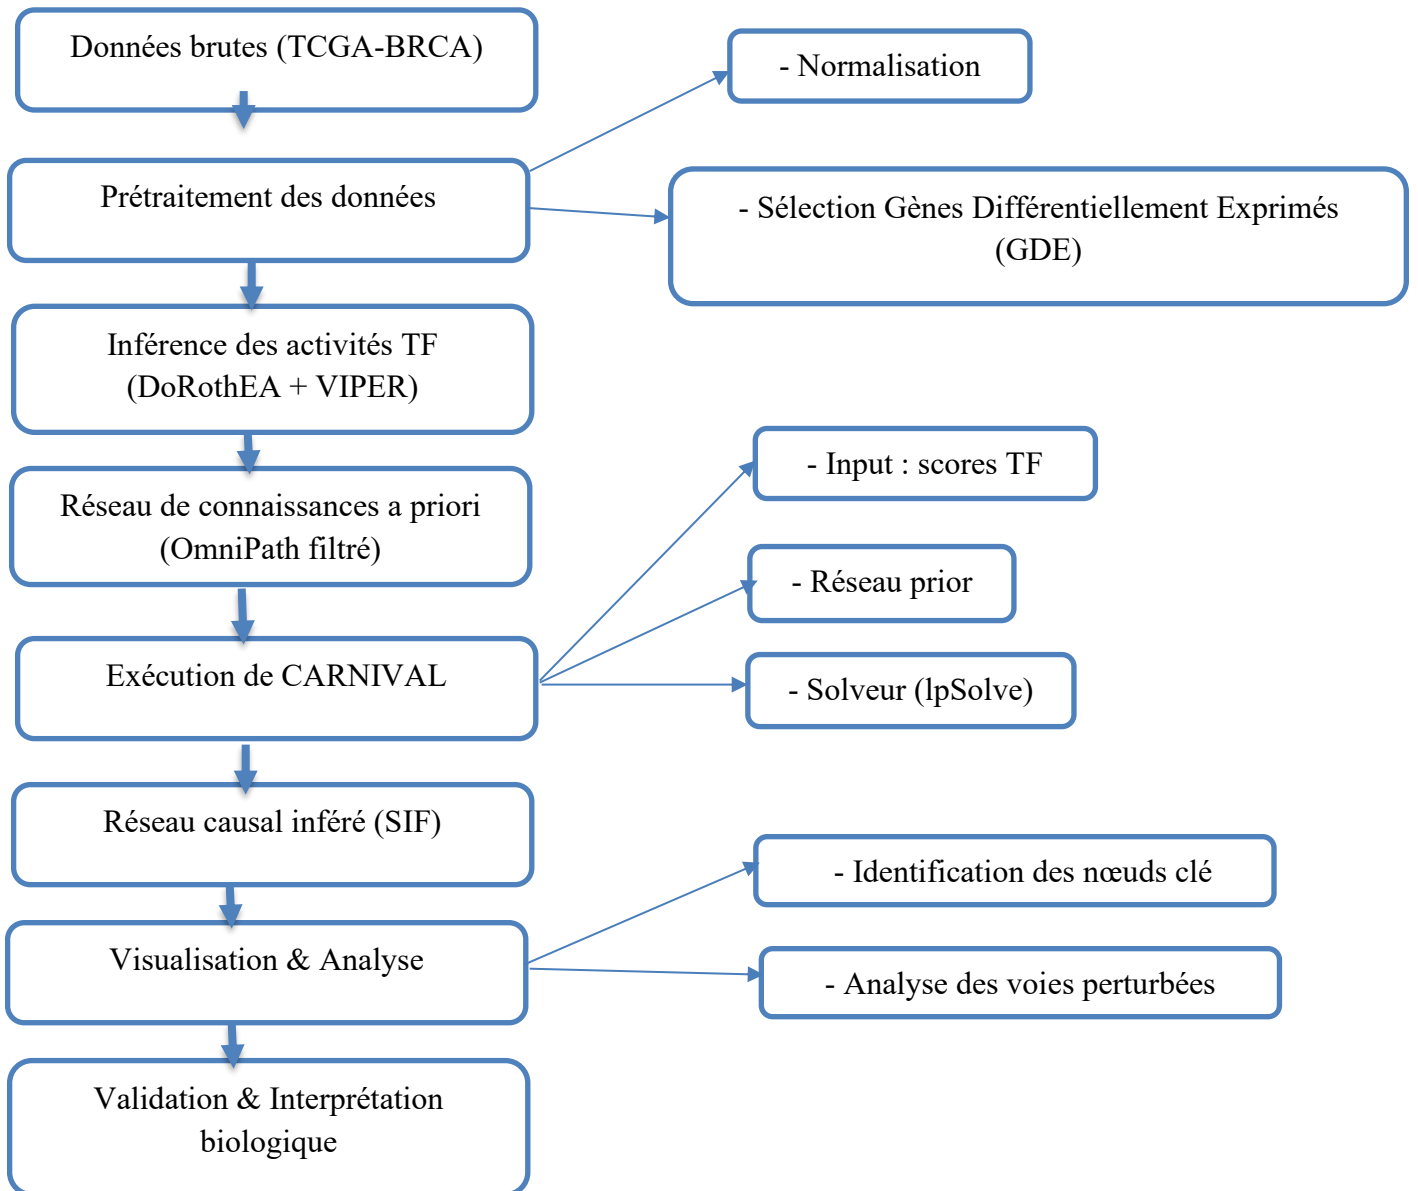 Données brutes (TCGA-BRCA)
- Normalisation
Prétraitement des données
- Sélection Gènes Différentiellement Exprimés
(GDE)
Inférence des activités TF
(DoRothEA + VIPER)
Réseau de connaissances a priori
(OmniPath filtré)
- Input : scores TF
- Réseau prior
Exécution de CARNIVAL
- Solveur (lpSolve)
Réseau causal inféré (SIF)
- Identification des nœuds clé
Visualisation & Analyse
- Analyse des voies perturbées
Validation & Interprétation
biologique